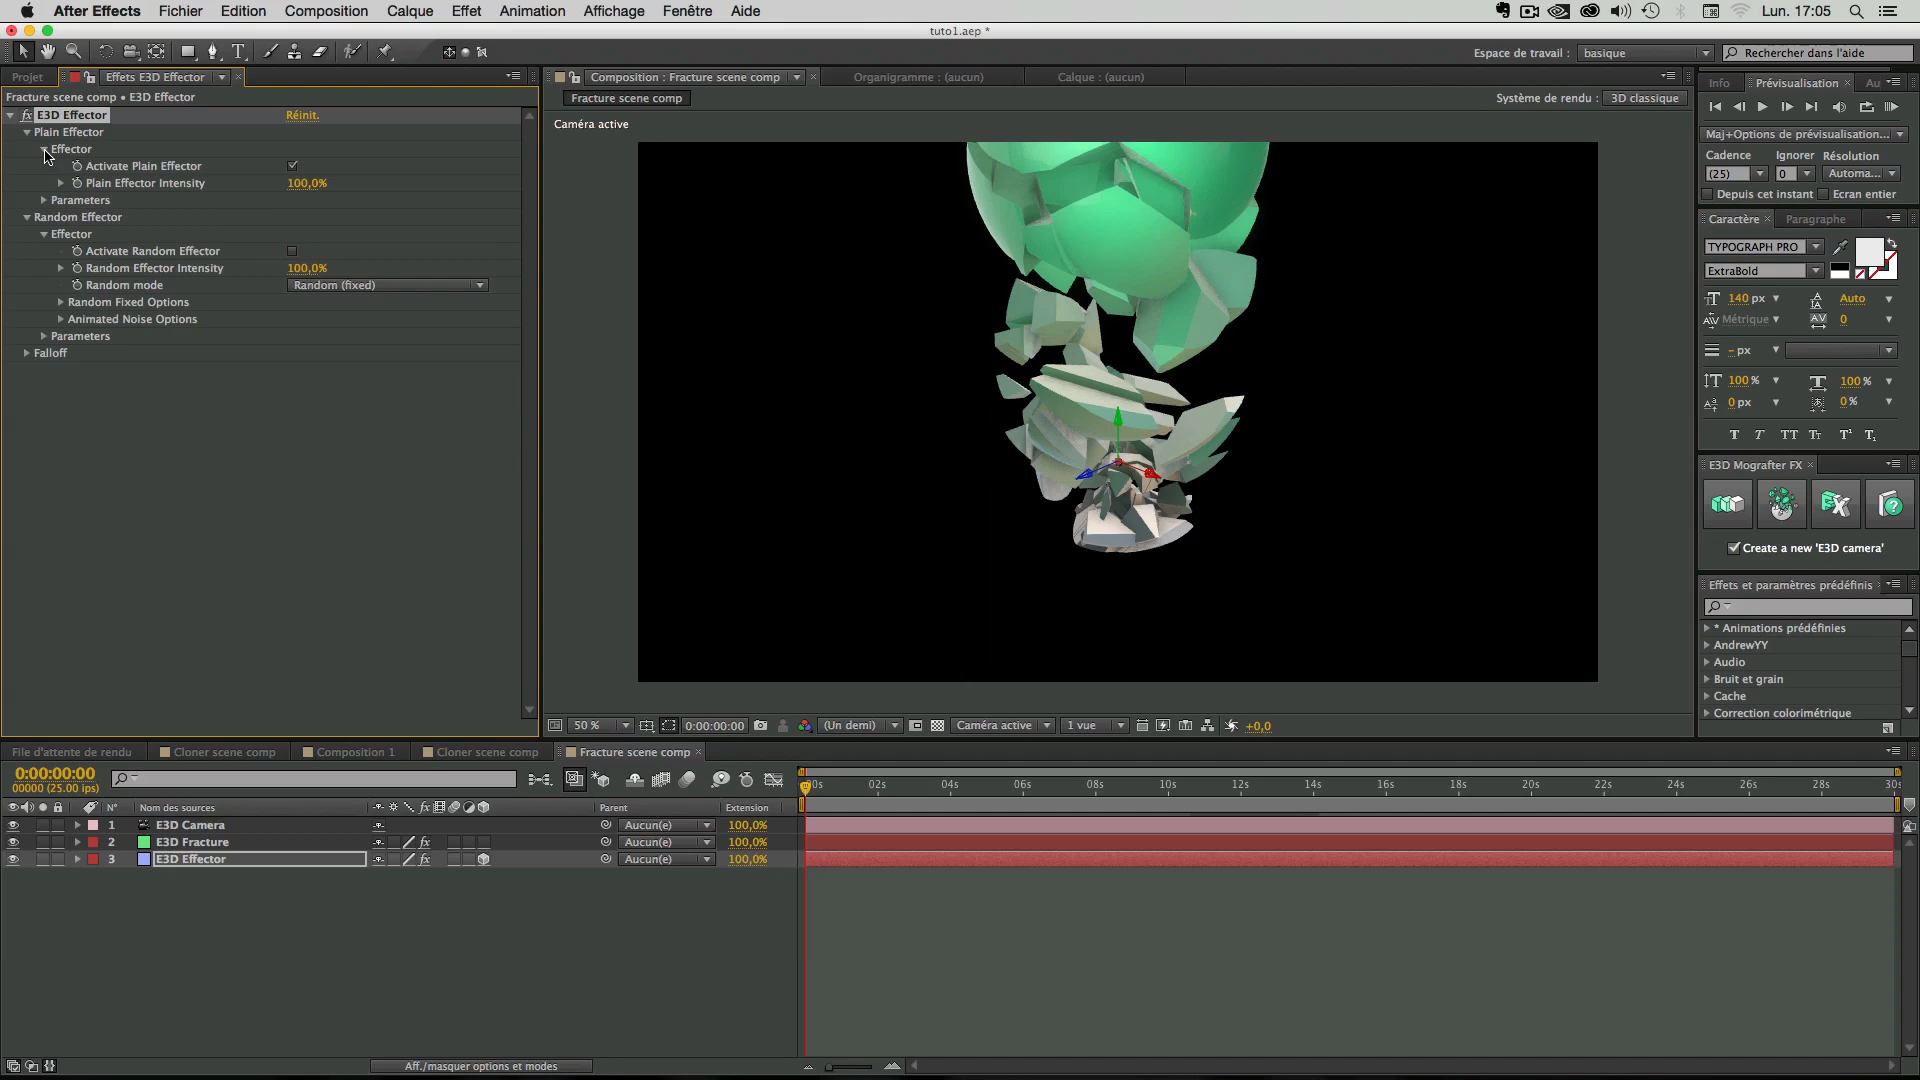 After Effects Fichier Edition Composition Calque Effet Animation Affichage Fenêtre Aide Lun. 17:05
tuto1.aep *
Espace de travail : basique Rechercher dans l'aide
Projet Effets E3D Effector Composition : Fracture scene comp Organigramme : (aucun) Calque : (aucun)
Fracture scene comp • E3D Effector
Fracture scene comp Système de rendu : 3D classique
fx E3D Effector Réinit.
Plain Effector
Effector
Activate Plain Effector
Plain Effector Intensity 100,0%
Parameters
Random Effector
Effector
Activate Random Effector
Random Effector Intensity 100,0%
Random mode Random (fixed)
Random Fixed Options
Animated Noise Options
Parameters
Falloff
Caméra active
50 % 0:00:00:00 (Un demi) Caméra active 1 vue +0,0
Info Prévisualisation Au
Maj+Options de prévisualisation...
Cadence Ignorer Résolution
(25) 0 Automa...
Depuis cet instant Ecran entier
Caractère Paragraphe
TYPOGRAPH PRO
ExtraBold
140 px Auto
Métrique 0
- px
100 % 100 %
0 px 0 %
T T TT Tт T¹ T₁
E3D Mografter FX
Create a new 'E3D camera'
Effets et paramètres prédéfinis
* Animations prédéfinies
AndrewYY
Audio
Bruit et grain
Cache
Correction colorimétrique
File d'attente de rendu Cloner scene comp Composition 1 Cloner scene comp Fracture scene comp
0:00:00:00
00000 (25.00 ips)
00s 02s 04s 06s 08s 10s 12s 14s 16s 18s 20s 22s 24s 26s 28s 30s
N° Nom des sources fx Parent Extension
1 E3D Camera Aucun(e) 100,0%
2 E3D Fracture fx Aucun(e) 100,0%
3 E3D Effector fx Aucun(e) 100,0%
Aff./masquer options et modes